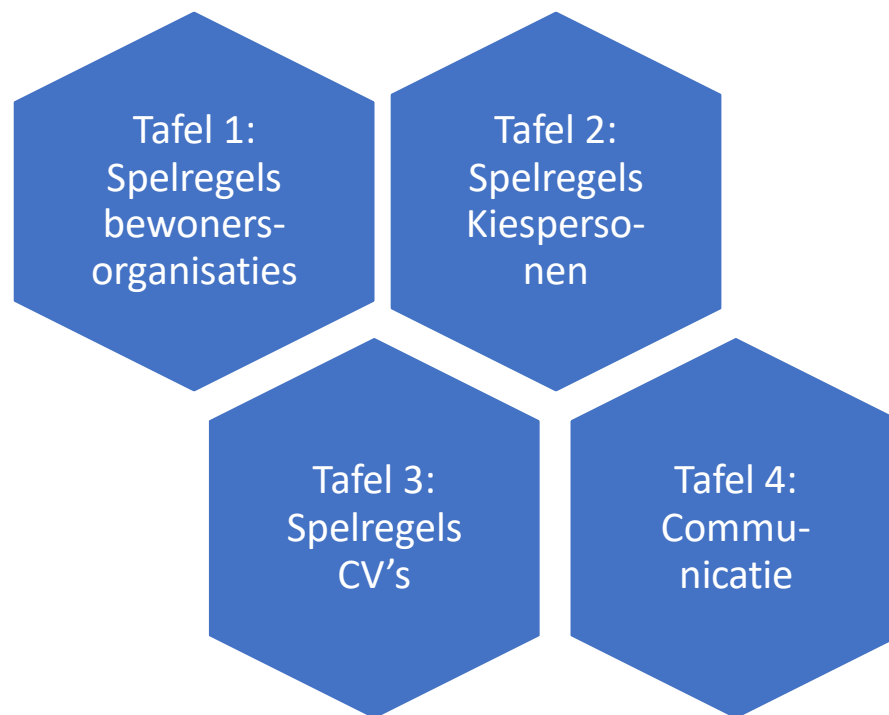 Tafel 1:
Spelregels
bewoners-
organisaties
Tafel 2:
Spelregels
Kiesperso-
nen
Tafel 3:
Spelregels
CV’s
Tafel 4:
Commu-
nicatie